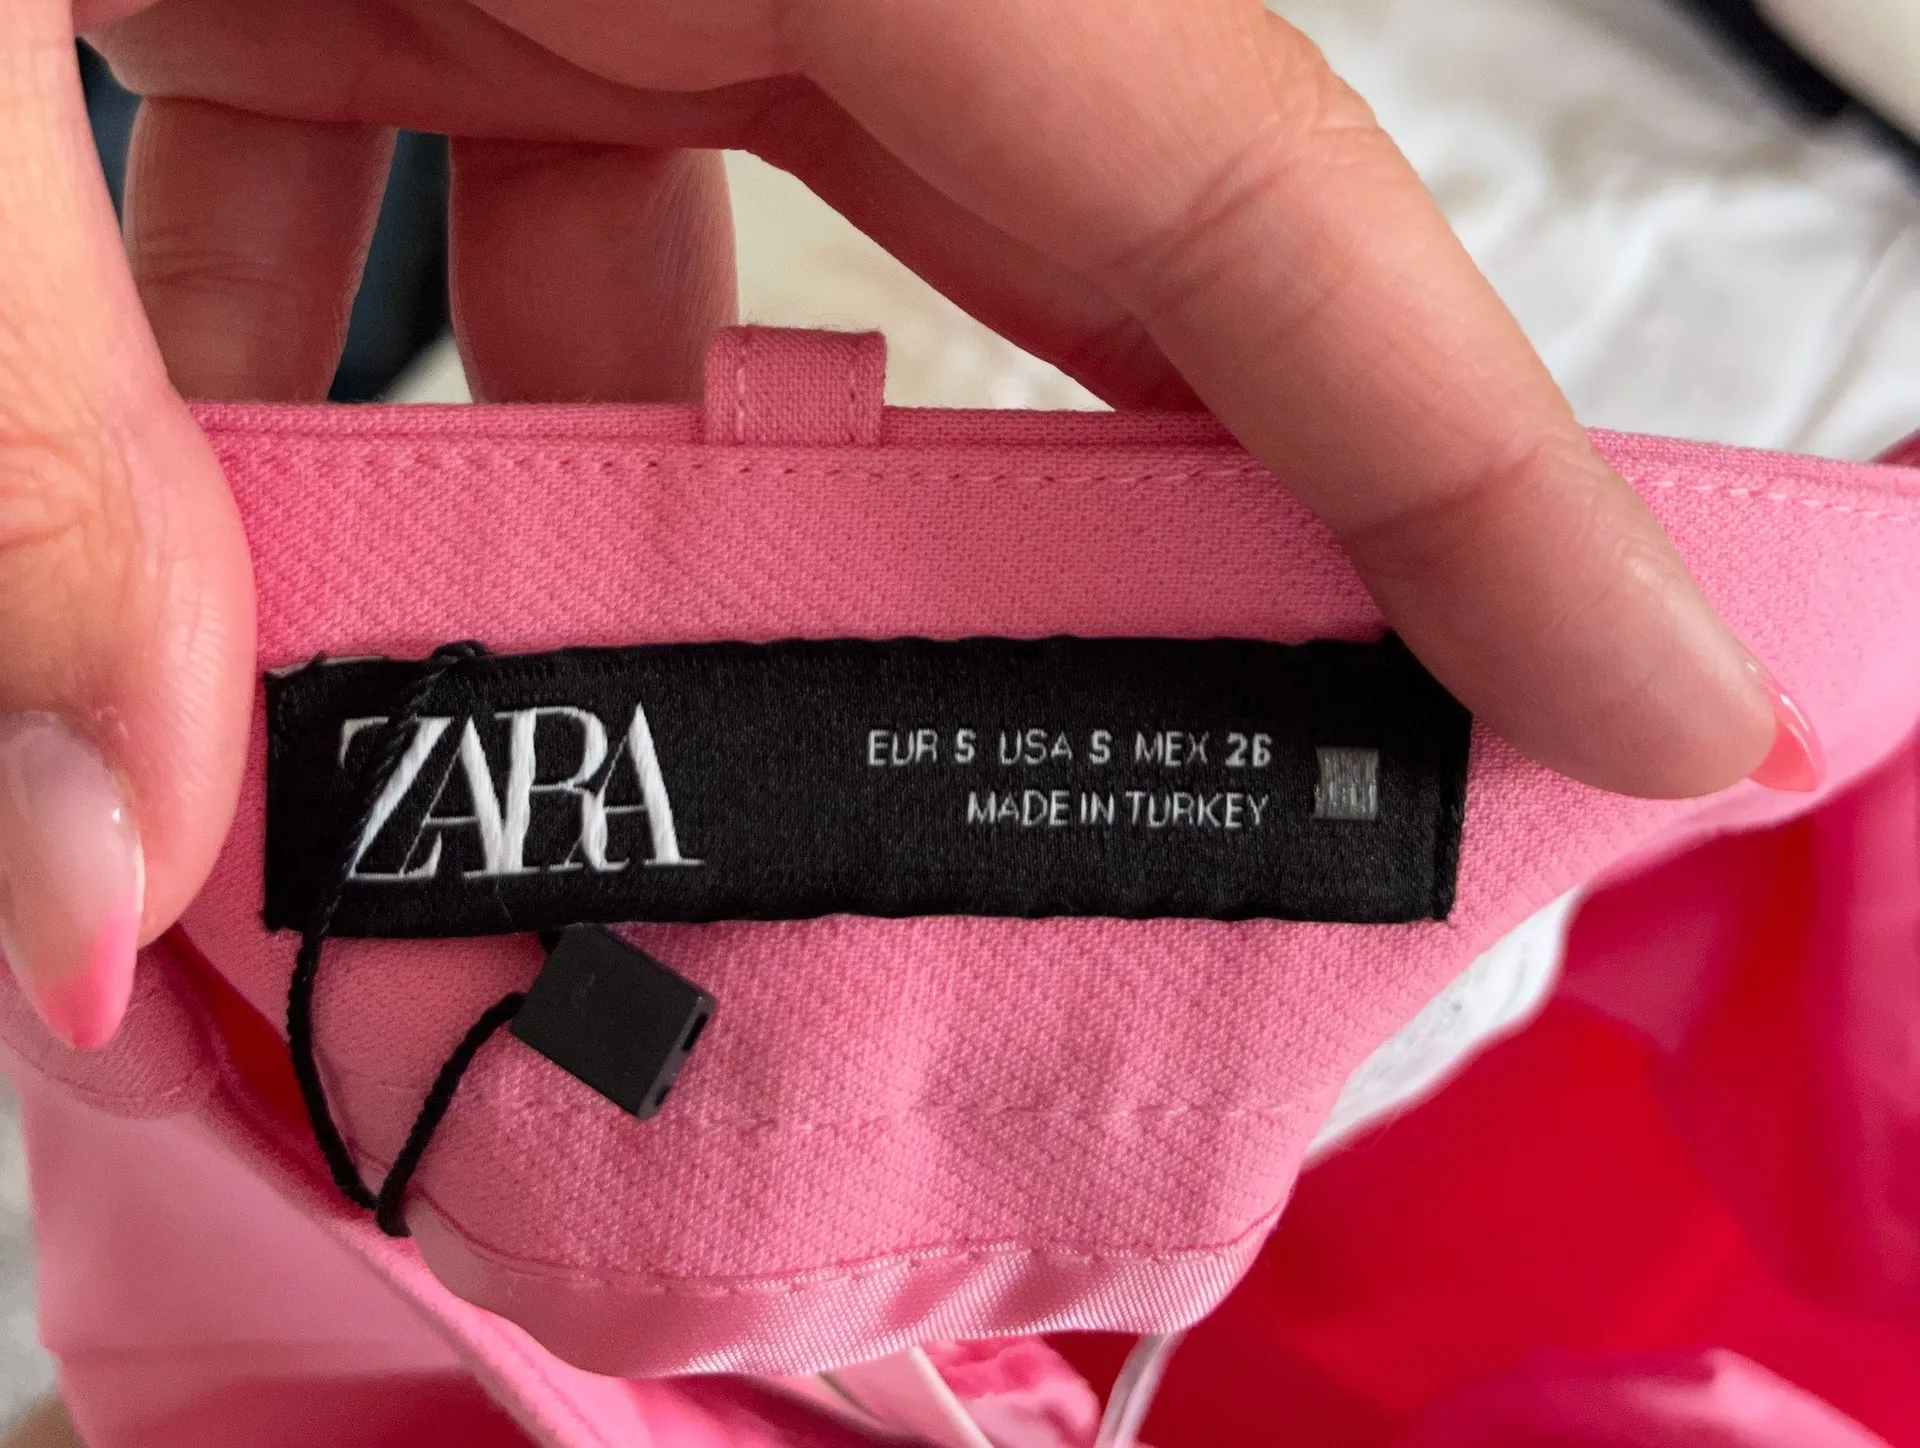 ZARA
EUR S USA S MEX 26
MADE IN TURKEY